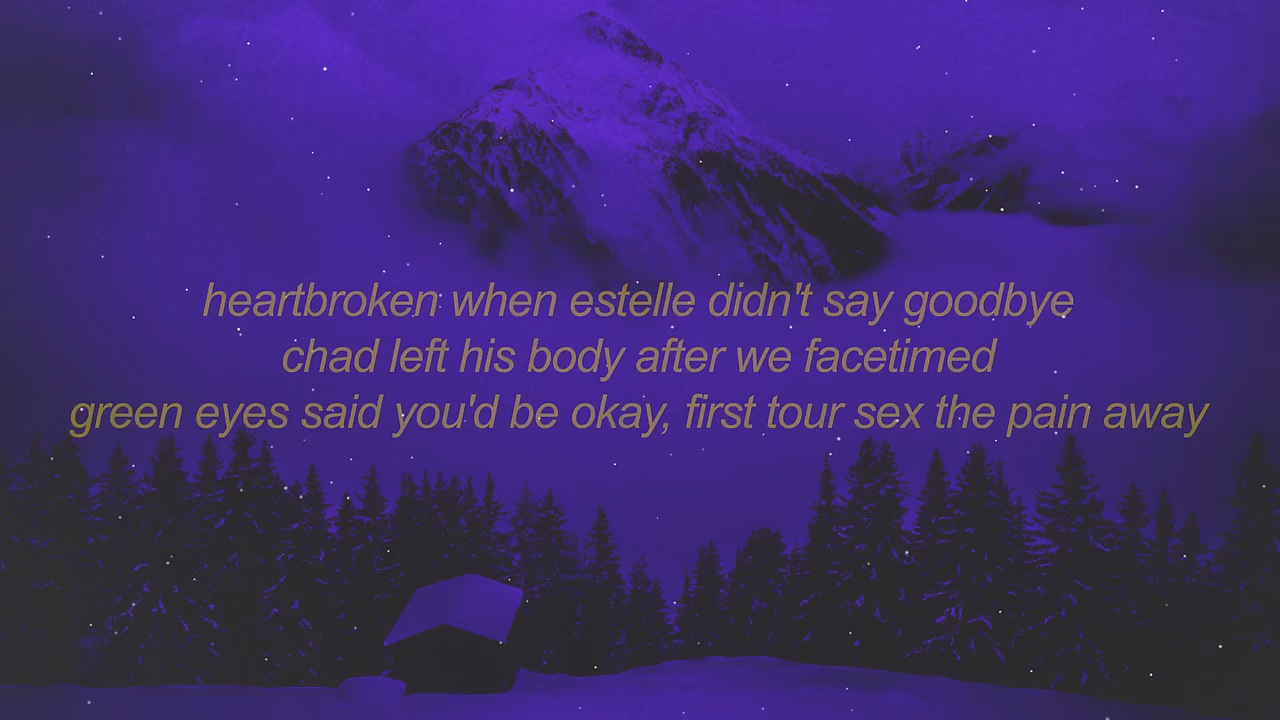 heartbroken when estelle didn't say goodbye
chad left his body after we facetimed
green eyes said you'd be okay, first tour sex the pain away